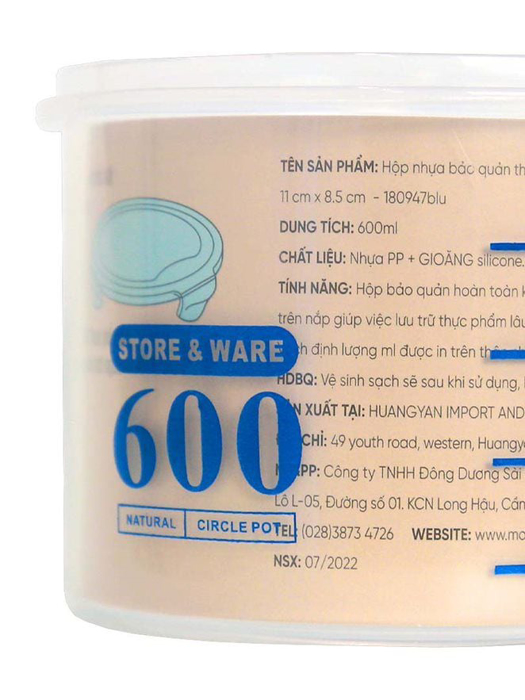 TÊN SẢN PHẨM: Hộp nhựa bảo quản th
11 cm x 8.5 cm - 180947blu
DUNG TÍCH: 600ml
CHẤT LIỆU: Nhựa PP + GIOĂNG silicone.
TÍNH NĂNG: Hộp bảo quản hoàn toàn k
trên nắp giúp việc lưu trữ thực phẩm lâu
định lượng ml được in trên
HDBQ: Vệ sinh sạch sẽ sau khi sử dụng,
XUẤT TẠI: HUANGYAN IMPORT AND
CHỈ: 49 youth road, western, Huangy
PP: Công ty TNHH Đông Dương Sài
Lô L-05, Đường số 01. KCN Long Hậu, Cần
TEL: (028)3873 4726 WEBSITE: www.mo
NSX: 07/2022
STORE & WARE
600
NATURAL CIRCLE POT